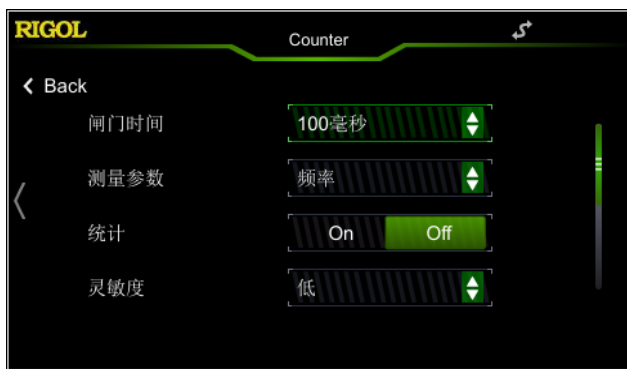 RIGOL Counter
Back
闸门时间 100毫秒
测量参数 频率
统计 On Off
灵敏度 低